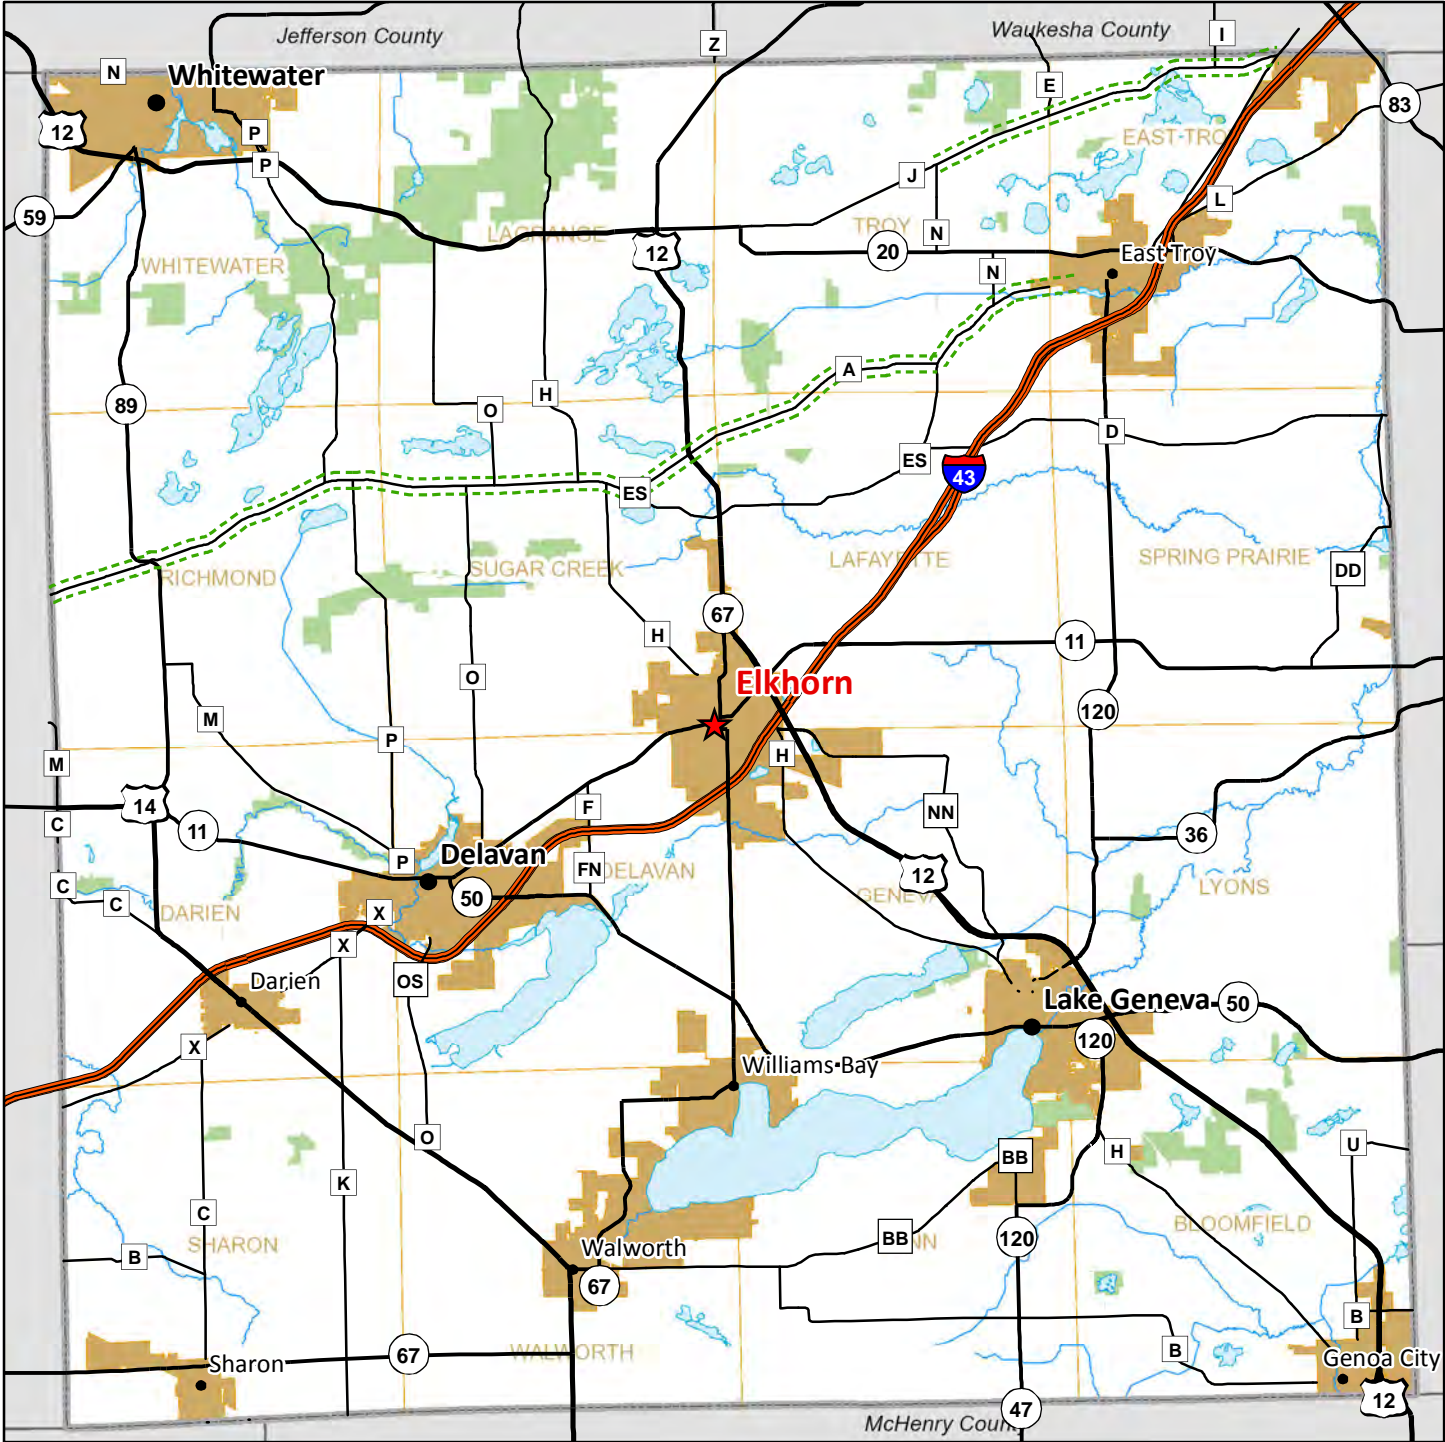 Jefferson County
Waukesha County
I
Z
N
Whitewater
E
83
12
P
EAST TROY
P
J
L
59
TROY
N
LAGRANGE
12
20
East Troy
WHITEWATER
N
A
H
89
O
D
ES
43
ES
SUGAR CREEK
LAFAYETTE
SPRING PRAIRIE
RICHMOND
DD
67
H
11
O
Elkhorn
M
120
P
H
M
14
F
NN
C
11
36
P
Delavan
FN
DELAVAN
12
C
50
GENEVA
LYONS
C
DARIEN
X
X
Darien
OS
Lake Geneva
50
X
120
Williams Bay
O
BB
H
U
K
C
BLOOMFIELD
SHARON
BB
NN
120
B
Walworth
67
B
WALWORTH
67
B
Sharon
Genoa City
12
47
McHenry County